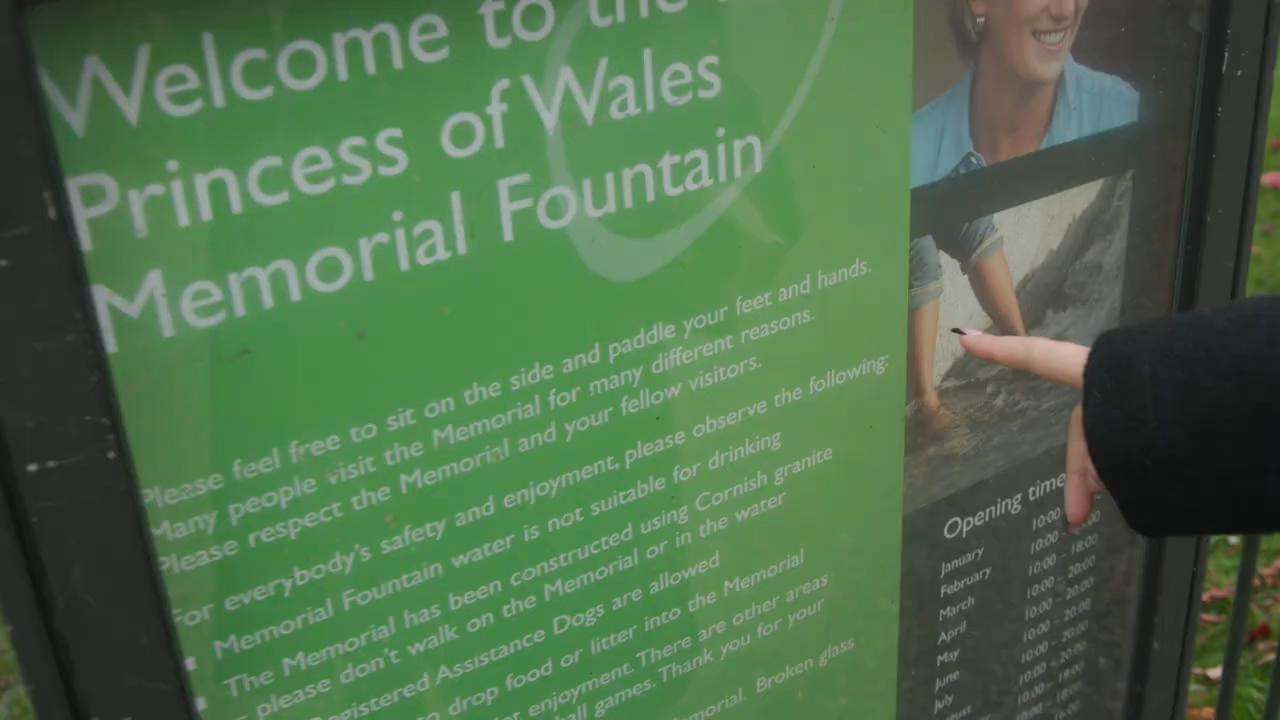 Welcome to the
Princess of Wales
Memorial Fountain
Please feel free to sit on the side and paddle your feet and hands.
Many people visit the Memorial for many different reasons.
Please respect the Memorial and your fellow visitors.
For everybody's safety and enjoyment, please observe the following:
Memorial Fountain water is not suitable for drinking
The Memorial has been constructed using Cornish granite
– please don't walk on the Memorial or in the water
Registered Assistance Dogs are allowed
drop food or litter into the Memorial
enjoyment. There are other areas
ball games. Thank you for your
Memorial. Broken glass
Opening time
January 10:00
February 10:00 - 18:00
March 10:00 - 20:00
April 10:00 - 20:00
May 10:00 - 20:00
June 10:00 - 20:00
July 10:00 - 19:00
10:00 - 18:00